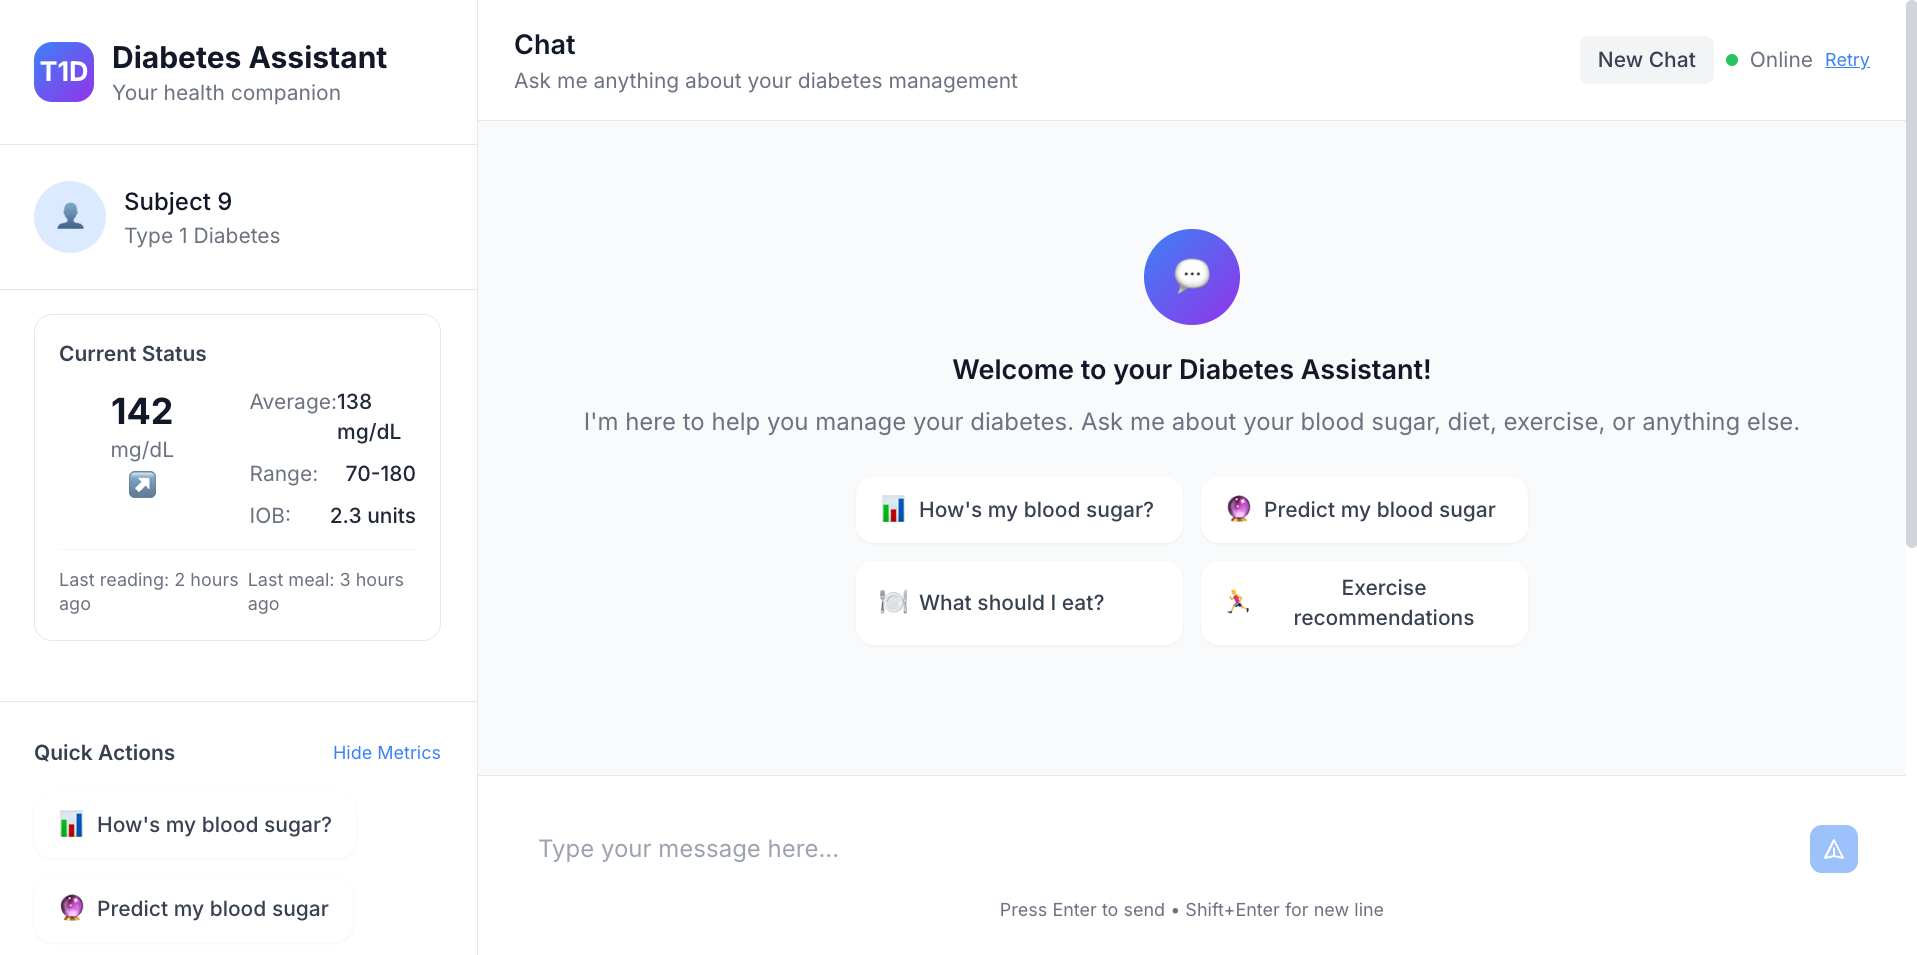 T1D
Diabetes Assistant
Your health companion
Subject 9
Type 1 Diabetes
Current Status
142
mg/dL
Average:138
mg/dL
Range: 70-180
IOB: 2.3 units
Last reading: 2 hours
ago
Last meal: 3 hours
ago
Quick Actions
Hide Metrics
How's my blood sugar?
Predict my blood sugar
Chat
Ask me anything about your diabetes management
New Chat
Online
Retry
Welcome to your Diabetes Assistant!
I'm here to help you manage your diabetes. Ask me about your blood sugar, diet, exercise, or anything else.
How's my blood sugar?
Predict my blood sugar
What should I eat?
Exercise
recommendations
Type your message here...
Press Enter to send • Shift+Enter for new line